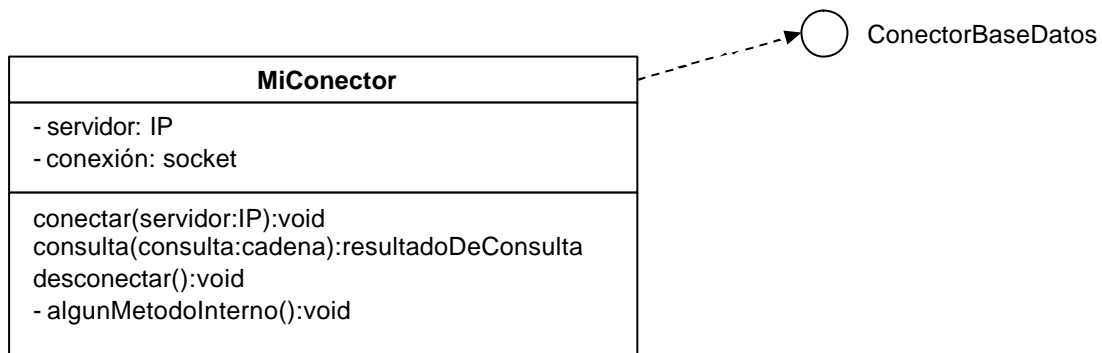 ConectorBaseDatos
MiConector
- servidor: IP
- conexión: socket
conectar(servidor:IP):void
consulta(consulta:cadena):resultadoDeConsulta
desconectar():void
- algunMetodoInterno():void